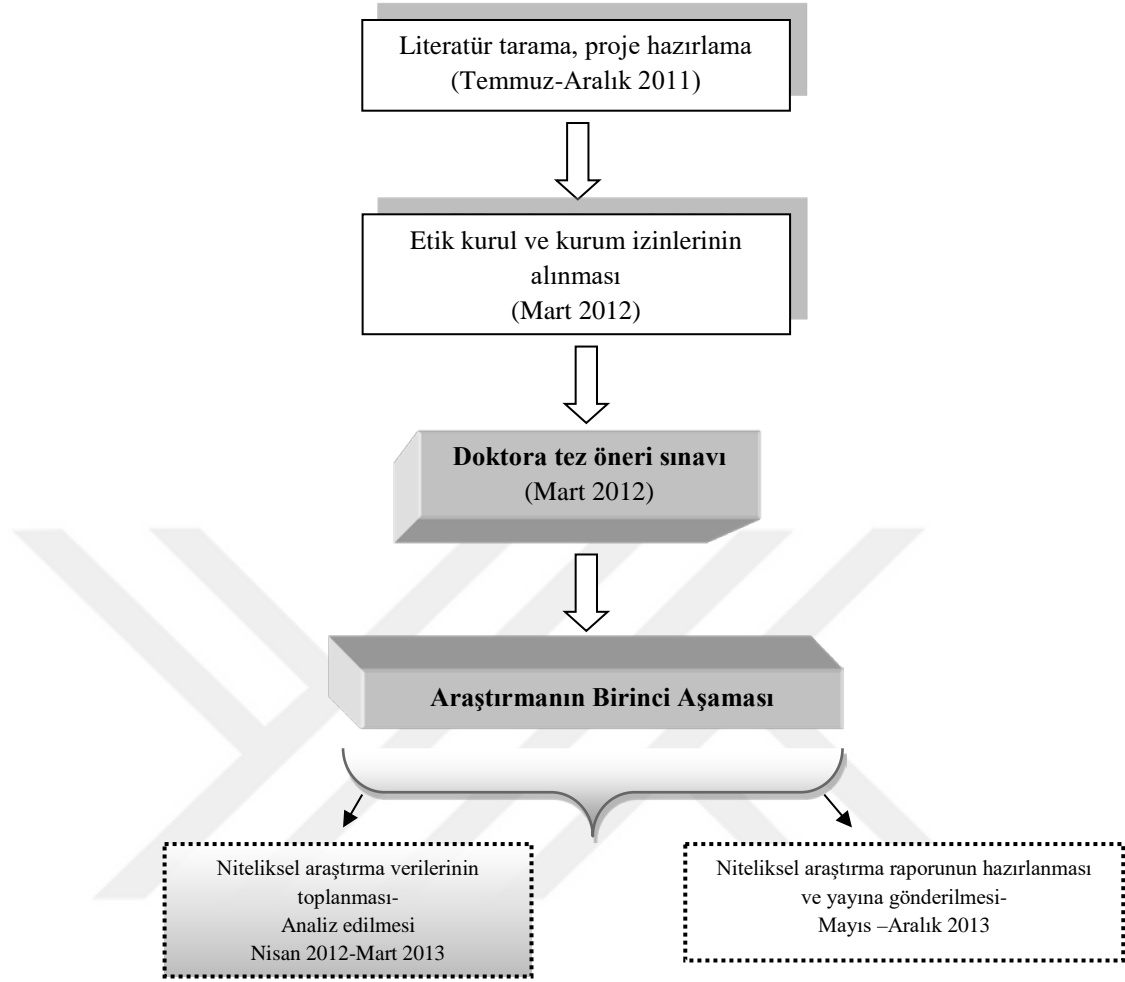 Literatür tarama, proje hazırlama
(Temmuz-Aralık 2011)
Etik kurul ve kurum izinlerinin
alınması
(Mart 2012)
Doktora tez öneri sınavı
(Mart 2012)
Araştırmanın Birinci Aşaması
Niteliksel araştırma verilerinin
toplanması-
Analiz edilmesi
Nisan 2012-Mart 2013
Niteliksel araştırma raporunun hazırlanması
ve yayına gönderilmesi-
Mayıs –Aralık 2013